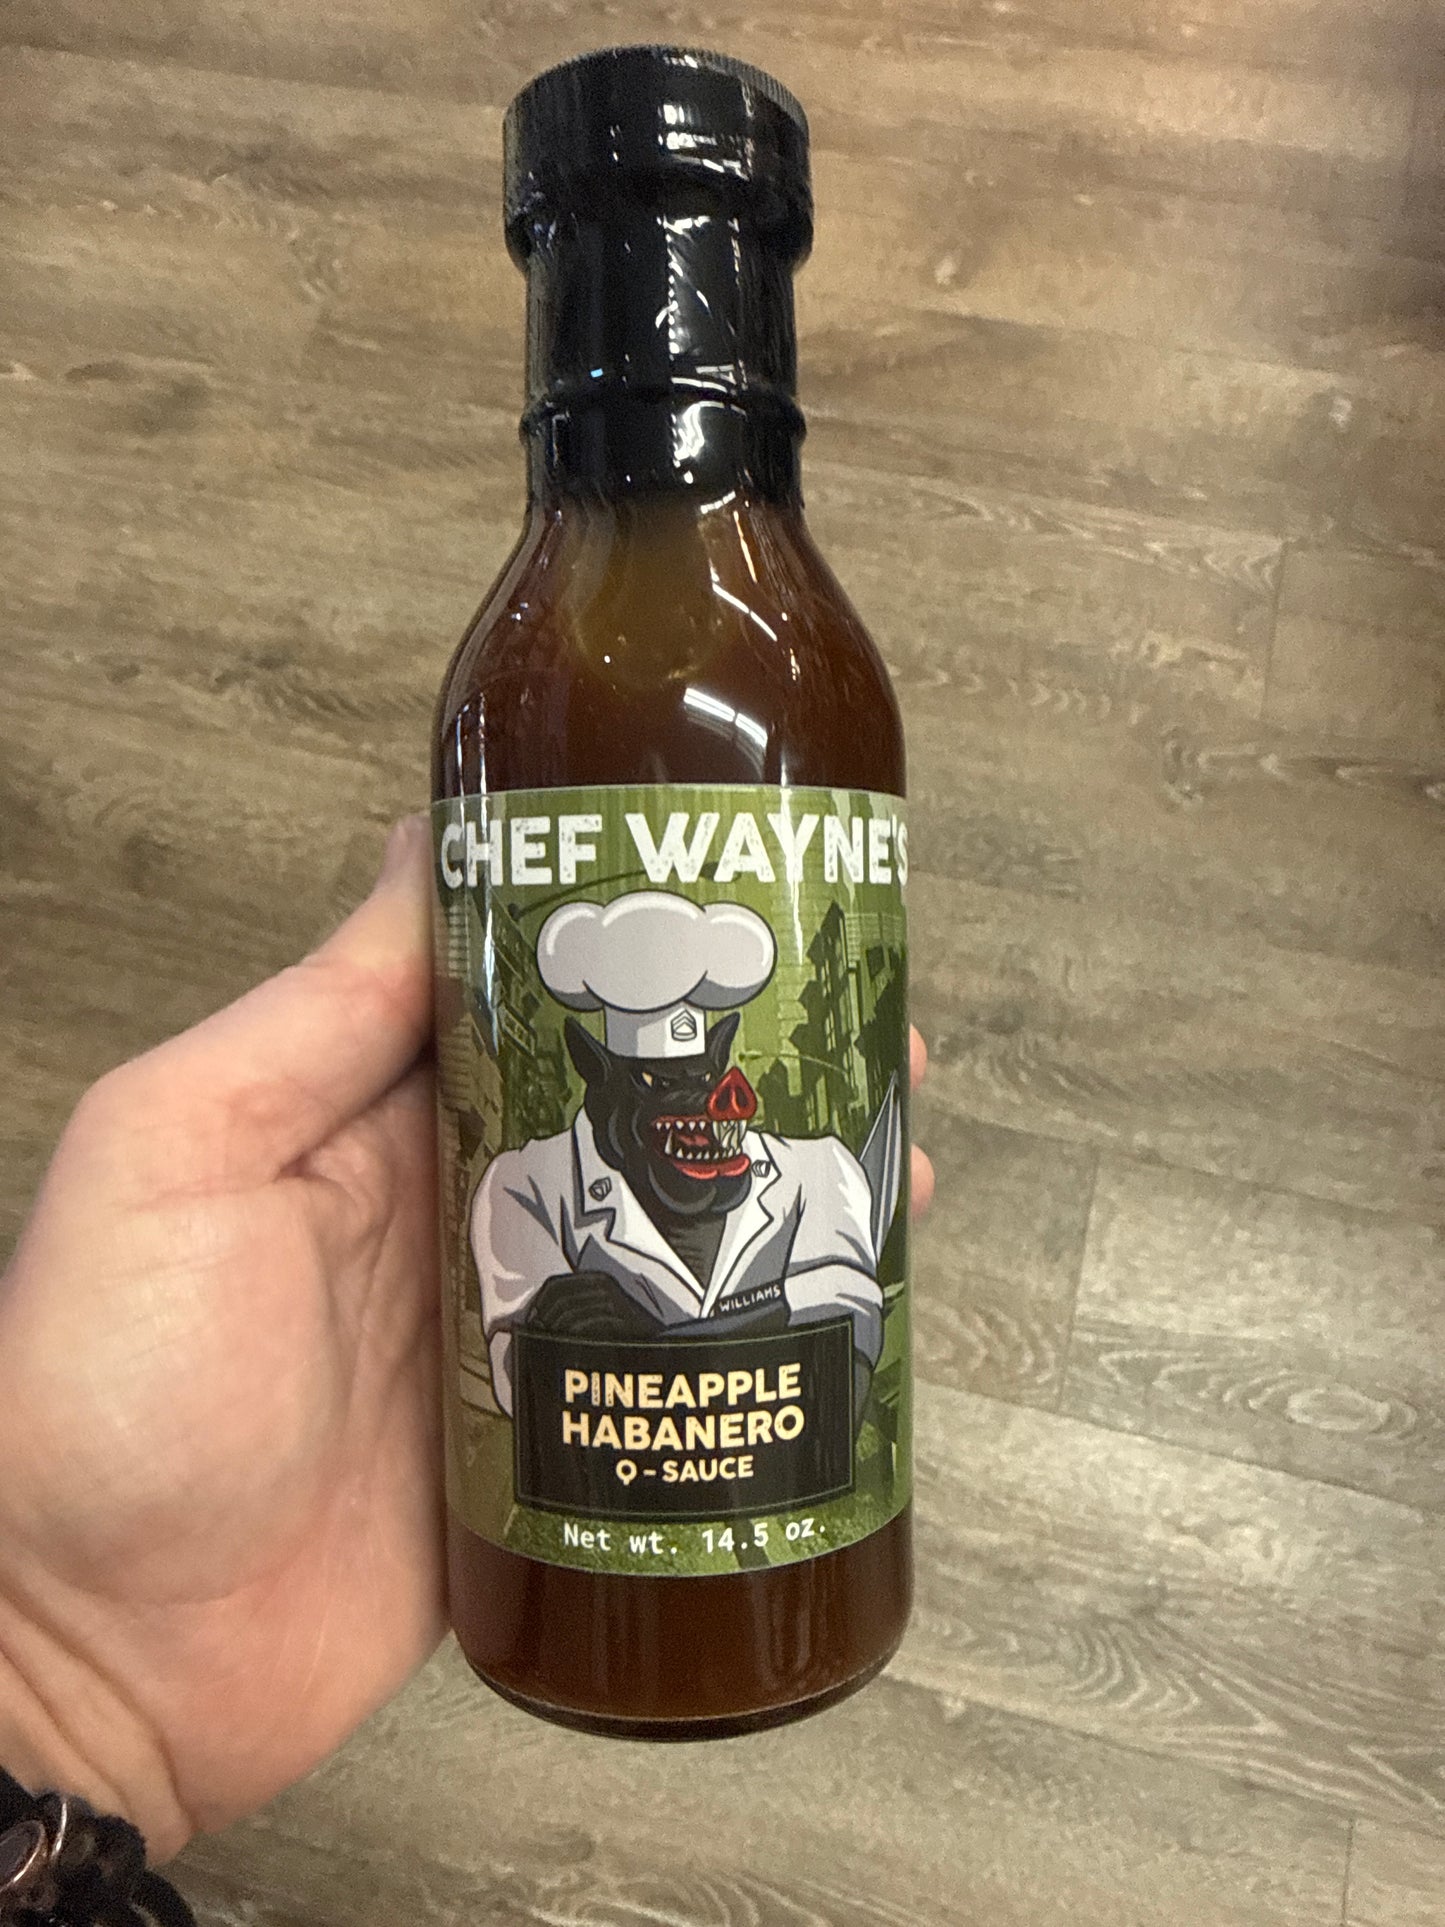 CHEF WAYNE'S
WILLIAMS
PINEAPPLE
HABANERO
Q-SAUCE
Net wt. 14.5 oz.